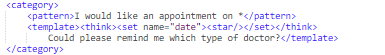 <category>
<pattern>I would like an appointment on *</pattern>
<template><think><set name="date"><star/></set></think>
Could please remind me which type of doctor?</template>
</category>